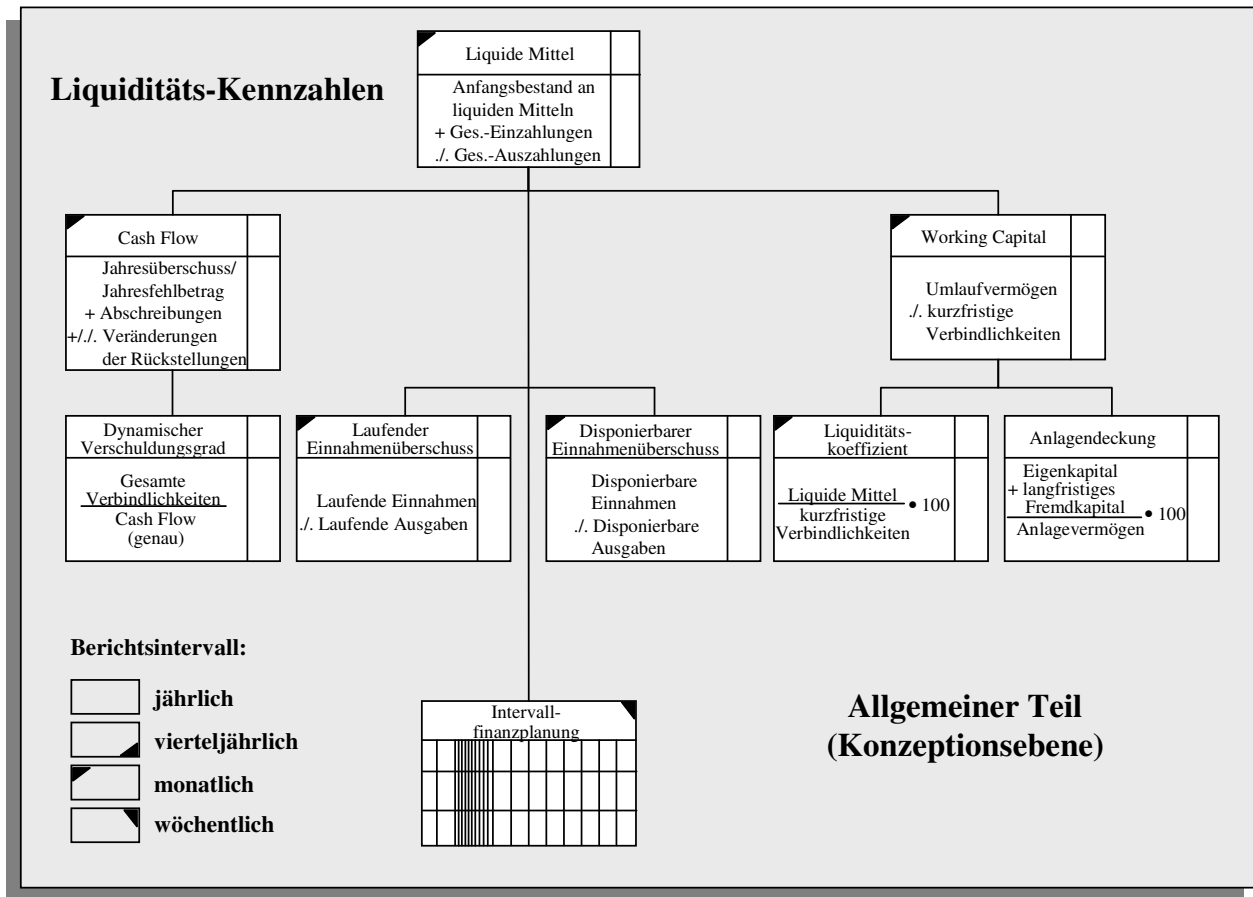 Liquiditäts-Kennzahlen
Liquide Mittel
Anfangsbestand an
liquiden Mitteln
+ Ges.-Einzahlungen
./. Ges.-Auszahlungen
Cash Flow
Jahresüberschuss/
Jahresfehlbetrag
+ Abschreibungen
+/./. Veränderungen
der Rückstellungen
Working Capital
Umlaufvermögen
./. kurzfristige
Verbindlichkeiten
Dynamischer
Verschuldungsgrad
Gesamte
Verbindlichkeiten
Cash Flow
(genau)
Laufender
Einnahmenüberschuss
Laufende Einnahmen
./. Laufende Ausgaben
Disponierbarer
Einnahmenüberschuss
Disponierbare
Einnahmen
./. Disponierbare
Ausgaben
Liquiditäts-
koeffizient
Liquide Mittel • 100
kurzfristige
Verbindlichkeiten
Anlagendeckung
Eigenkapital
+ langfristiges
Fremdkapital • 100
Anlagevermögen
Berichtsintervall:
jährlich
vierteljährlich
monatlich
wöchentlich
Intervall-
finanzplanung
Allgemeiner Teil
(Konzeptionsebene)